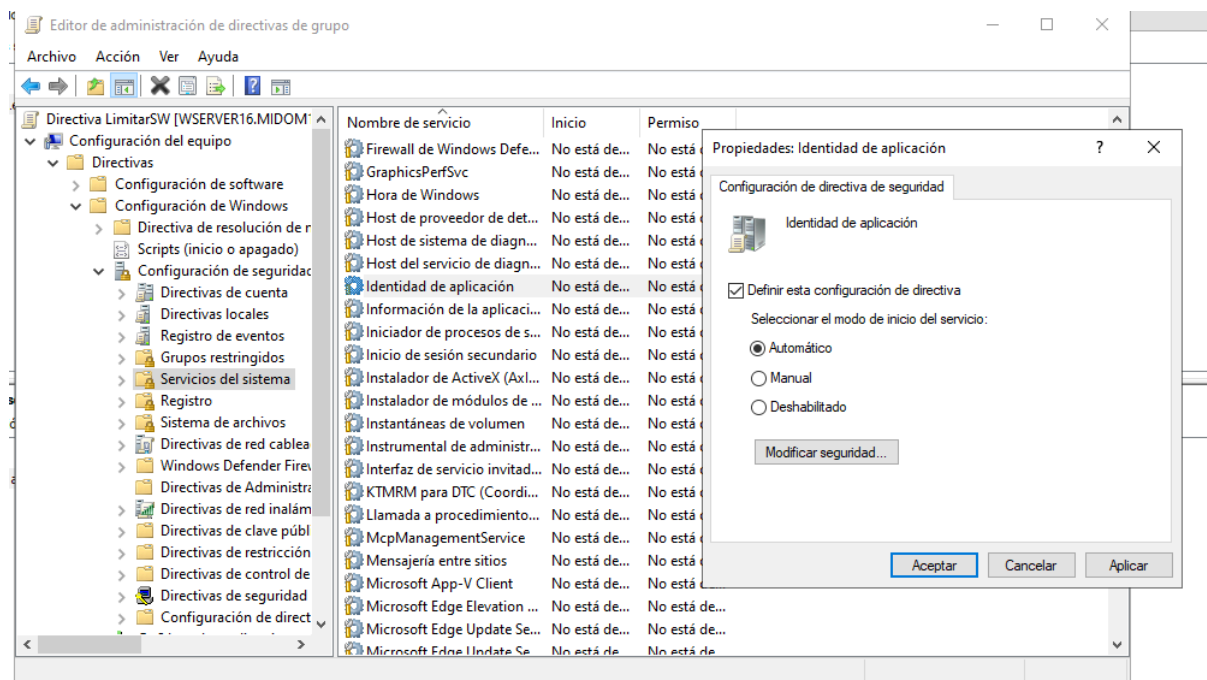 Editor de administración de directivas de grupo
Archivo Acción Ver Ayuda
Directiva LimitarSW [WSERVER16.MIDOM
Configuración del equipo
Directivas
Configuración de software
Configuración de Windows
Directiva de resolución de
Scripts (inicio o apagado)
Configuración de seguridad
Directivas de cuenta
Directivas locales
Registro de eventos
Grupos restringidos
Servicios del sistema
Registro
Sistema de archivos
Directivas de red cablea
Windows Defender Firew
Directivas de Administra
Directivas de red inalám
Directivas de clave públ
Directivas de restricción
Directivas de control de
Directivas de seguridad
Configuración de direct
Nombre de servicio Inicio Permiso
Firewall de Windows Defe... No está de... No está
GraphicsPerfSvc No está de... No está
Hora de Windows No está de... No está
Host de proveedor de det... No está de... No está
Host de sistema de diagn... No está de... No está
Host del servicio de diagn... No está de... No está
Identidad de aplicación No está de... No está
Información de la aplicaci... No está de... No está
Iniciador de procesos de s... No está de... No está
Inicio de sesión secundario No está de... No está
Instalador de ActiveX (AxI... No está de... No está
Instalador de módulos de ... No está de... No está
Instantáneas de volumen No está de... No está
Instrumental de administr... No está de... No está
Interfaz de servicio invitad... No está de... No está
KTMRM para DTC (Coordi... No está de... No está
Llamada a procedimiento... No está de... No está
McpManagementService No está de... No está
Mensajería entre sitios No está de... No está
Microsoft App-V Client No está de... No está
Microsoft Edge Elevation ... No está de... No está de...
Microsoft Edge Update Se... No está de... No está de...
Microsoft Edge Update Se... No está de... No está de
Propiedades: Identidad de aplicación ? X
Configuración de directiva de seguridad
Identidad de aplicación
Definir esta configuración de directiva
Seleccionar el modo de inicio del servicio:
Automático
Manual
Deshabilitado
Modificar seguridad...
Aceptar Cancelar Aplicar